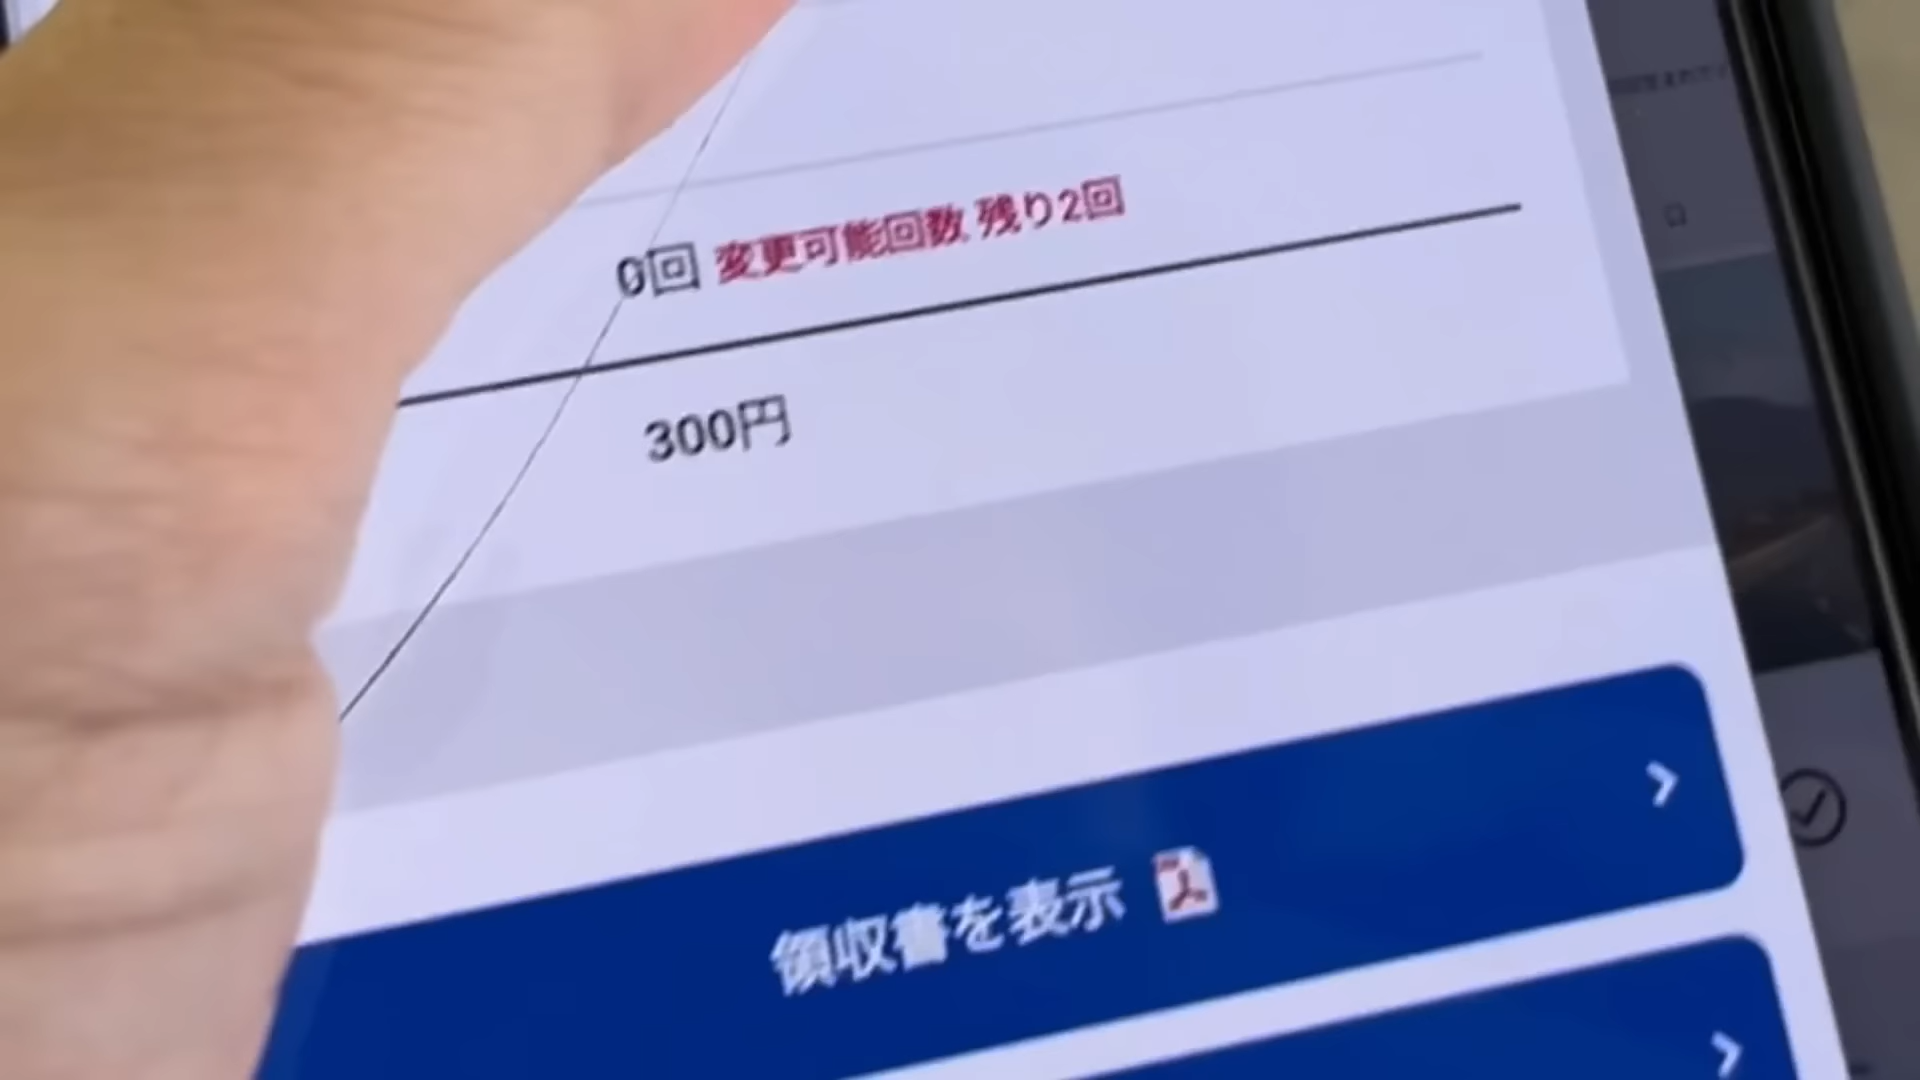 0回 変更可能回数 残り2回
300円
領収書を表示